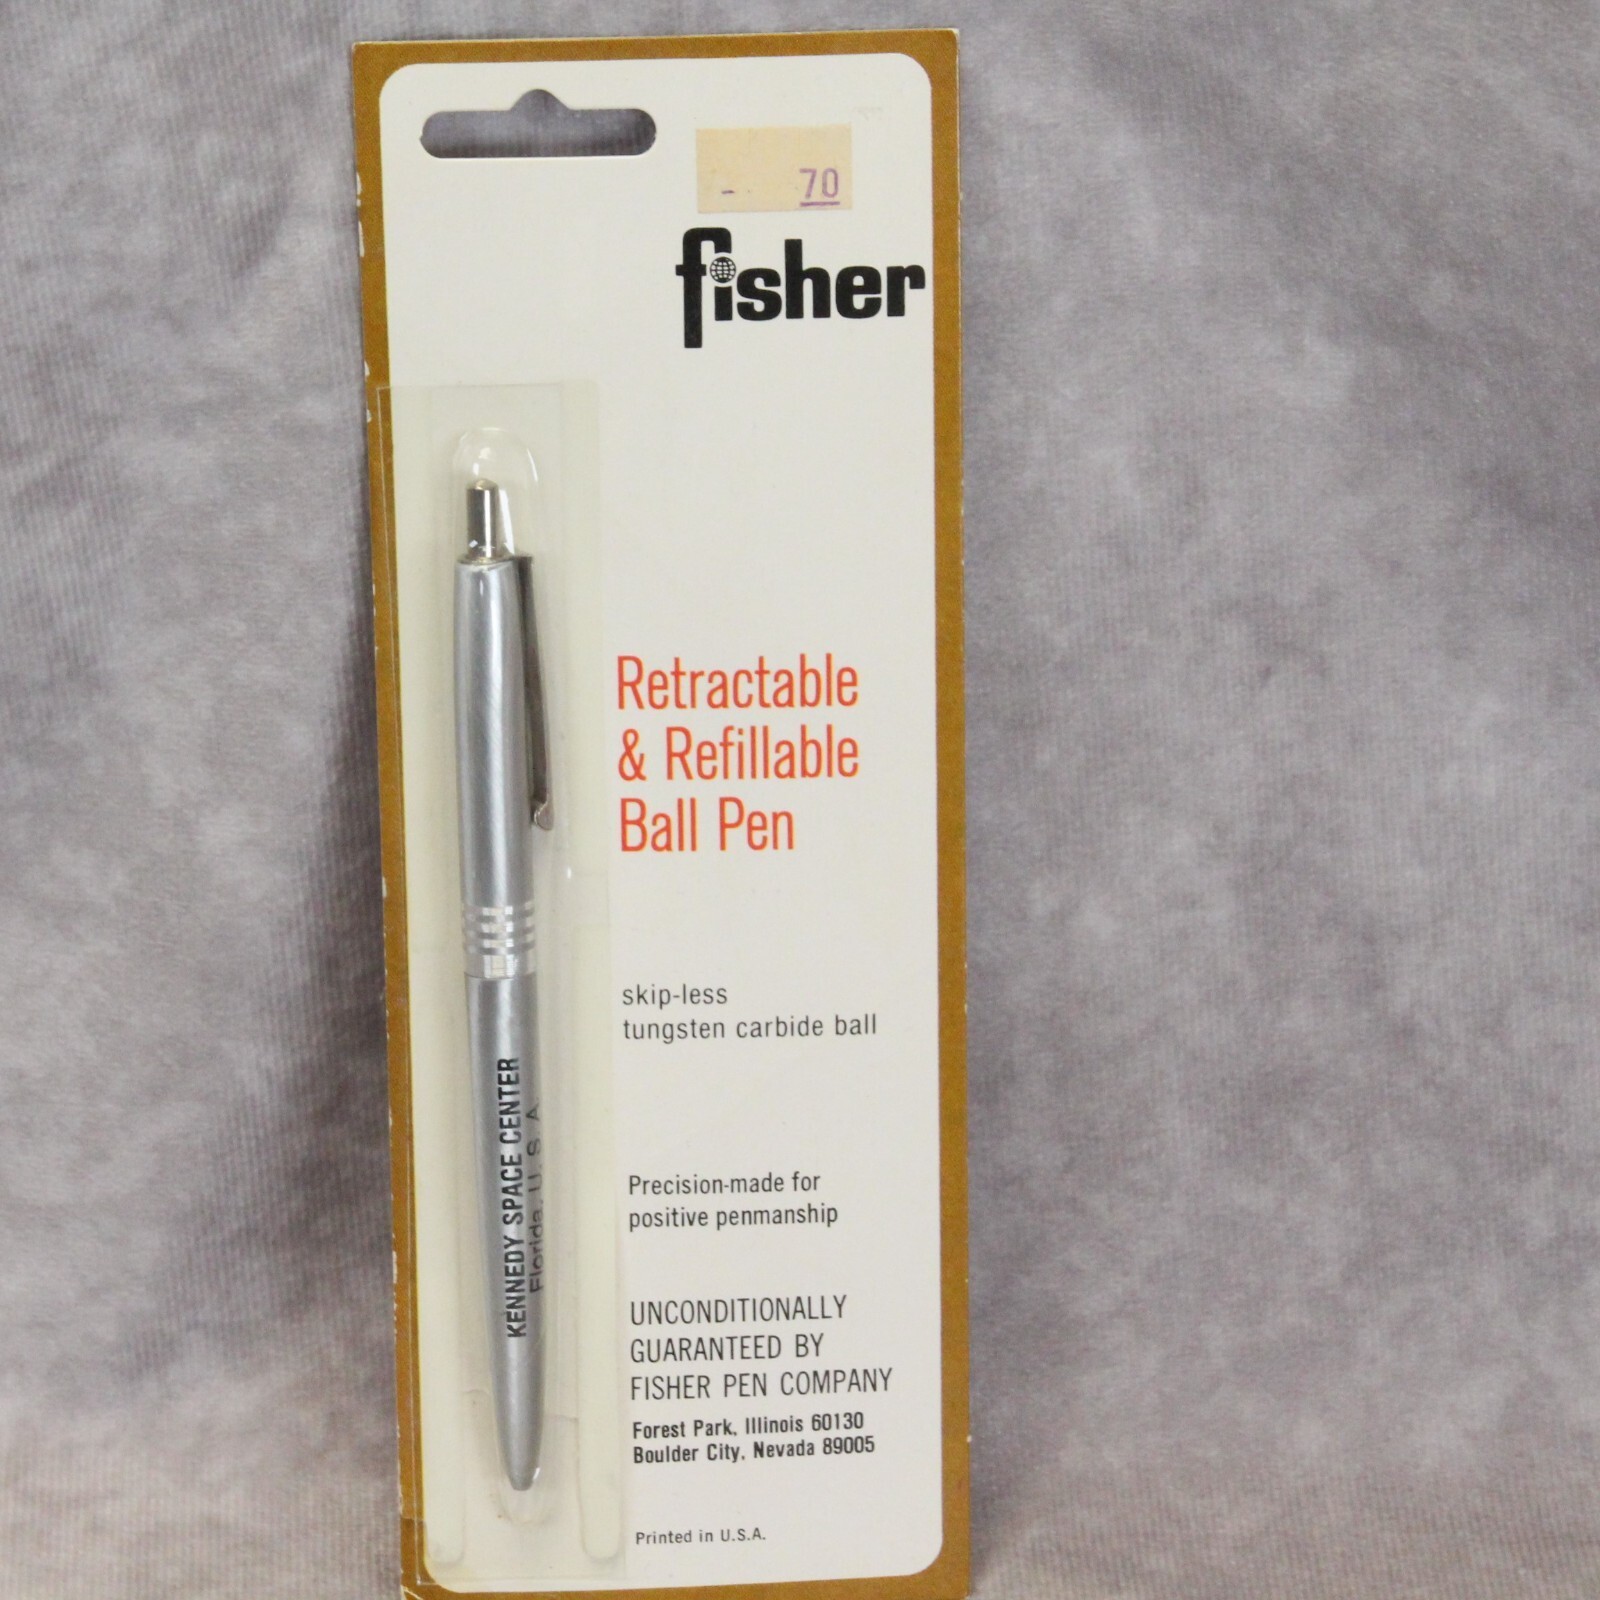 70
fisher
Retractable
& Refillable
Ball Pen
skip-less
tungsten carbide ball
Precision-made for
positive penmanship
UNCONDITIONALLY
GUARANTEED BY
FISHER PEN COMPANY
Forest Park, Illinois 60130
Boulder City, Nevada 89005
Printed in U.S.A.
KENNEDY SPACE CENTER
Florida, U. S. A